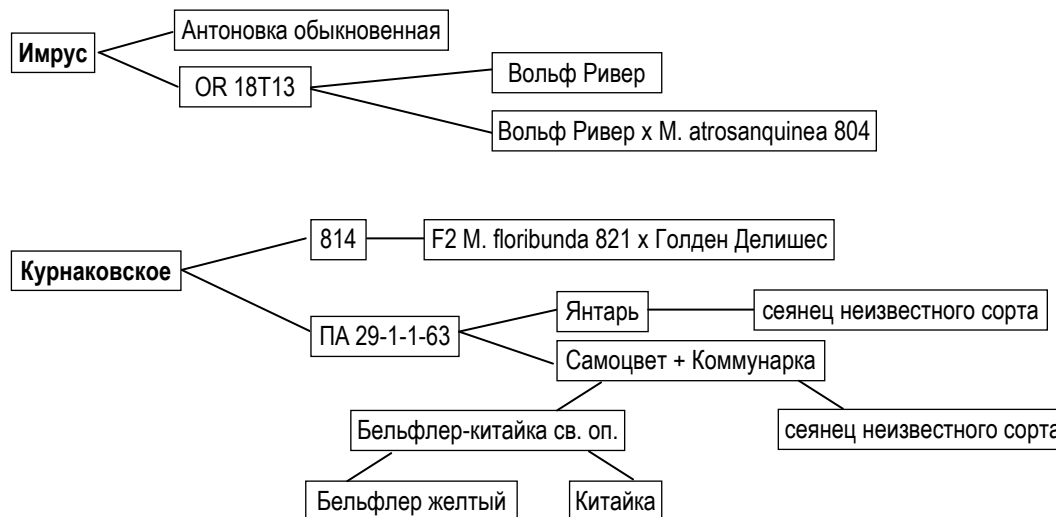 Антоновка обыкновенная
Имрус
OR 18T13
Вольф Ривер
Вольф Ривер x M. atrosanquinea 804
814
F2 M. floribunda 821 x Голден Делишес
Курнаковское
Янтарь
сеянец неизвестного сорта
ПА 29-1-1-63
Самоцвет + Коммунарка
Бельфлер-китайка св. оп.
сеянец неизвестного сорта
Бельфлер желтый
Китайка